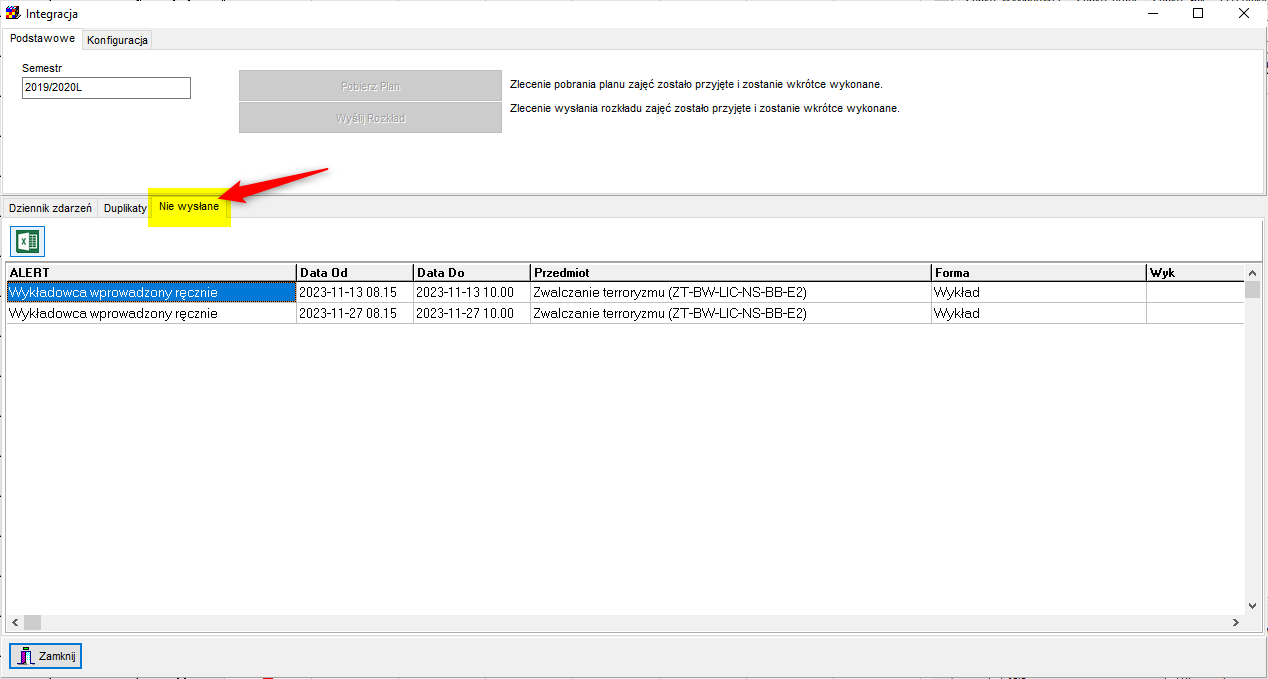 Integracja
Podstawowe Konfiguracja
Semestr
2019/2020L
Pobierz Plan Zlecenie pobrania planu zajęć zostało przyjęte i zostanie wkrótce wykonane.
Wyślij Rozkład Zlecenie wysłania rozkładu zajęć zostało przyjęte i zostanie wkrótce wykonane.
Dziennik zdarzeń Duplikaty Nie wysłane
ALERT Data Od Data Do Przedmiot Forma Wyk
Wykładowca wprowadzony ręcznie 2023-11-13 08.15 2023-11-13 10.00 Zwalczanie terroryzmu (ZT-BW-LIC-NS-BB-E2) Wykład
Wykładowca wprowadzony ręcznie 2023-11-27 08.15 2023-11-27 10.00 Zwalczanie terroryzmu (ZT-BW-LIC-NS-BB-E2) Wykład
Zamknij